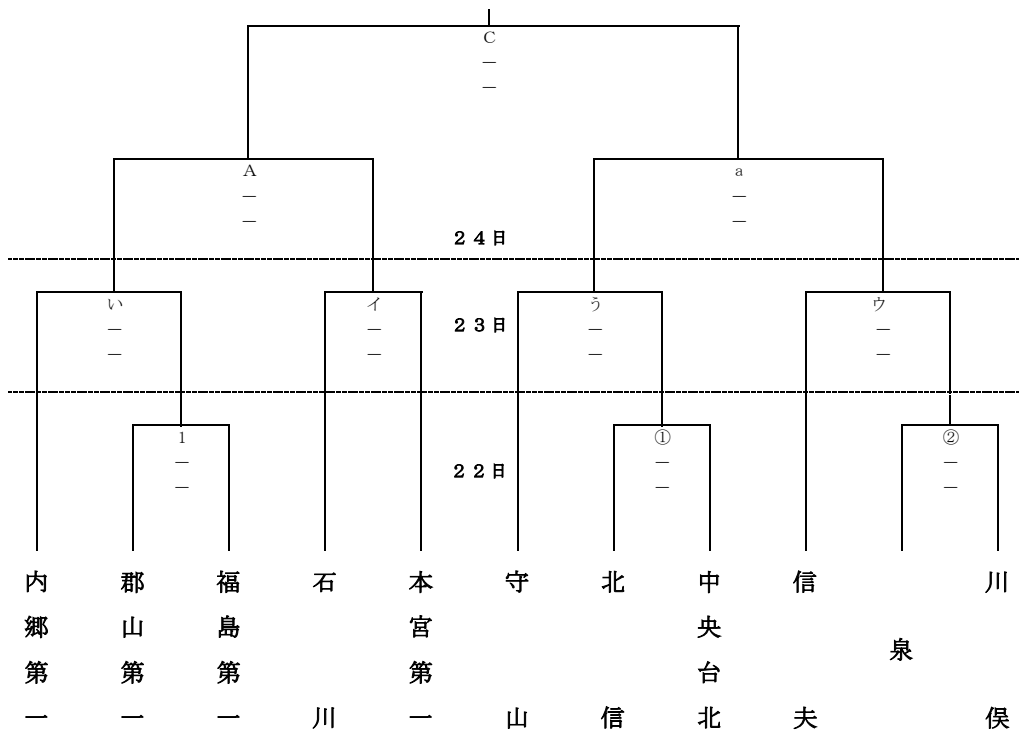 C
－
－
A
－
－
a
－
－
２４日
い
－
－
イ
－
－
う
－
－
ウ
－
－
２３日
1
－
－
①
－
－
②
－
－
２２日
内郷第一
郡山第一
福島第一
石川
本宮第一
守山
北信
中央台北
信夫
泉
川俣